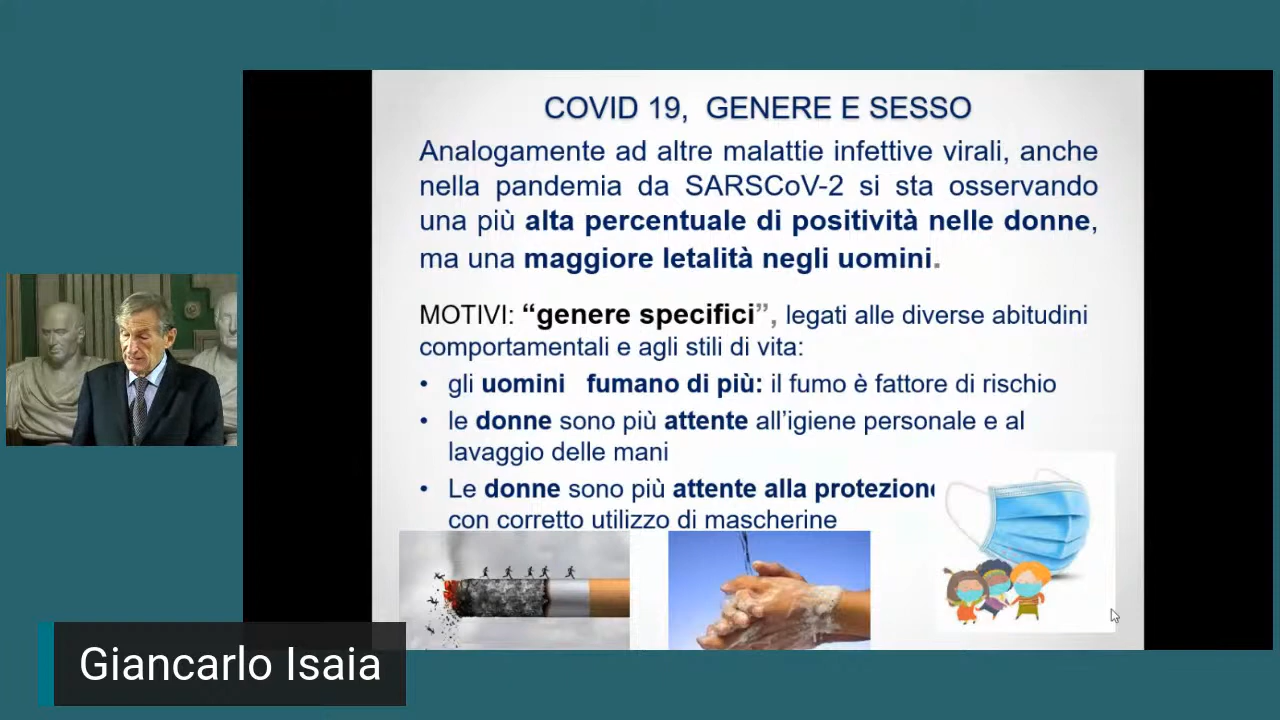 COVID 19, GENERE E SESSO
Analogamente ad altre malattie infettive virali, anche
nella pandemia da SARSCoV-2 si sta osservando
una più alta percentuale di positività nelle donne,
ma una maggiore letalità negli uomini.
MOTIVI: “genere specifici”, legati alle diverse abitudini
comportamentali e agli stili di vita:
• gli uomini fumano di più: il fumo è fattore di rischio
• le donne sono più attente all’igiene personale e al
lavaggio delle mani
• Le donne sono più attente alla protezione
con corretto utilizzo di mascherine
Giancarlo Isaia